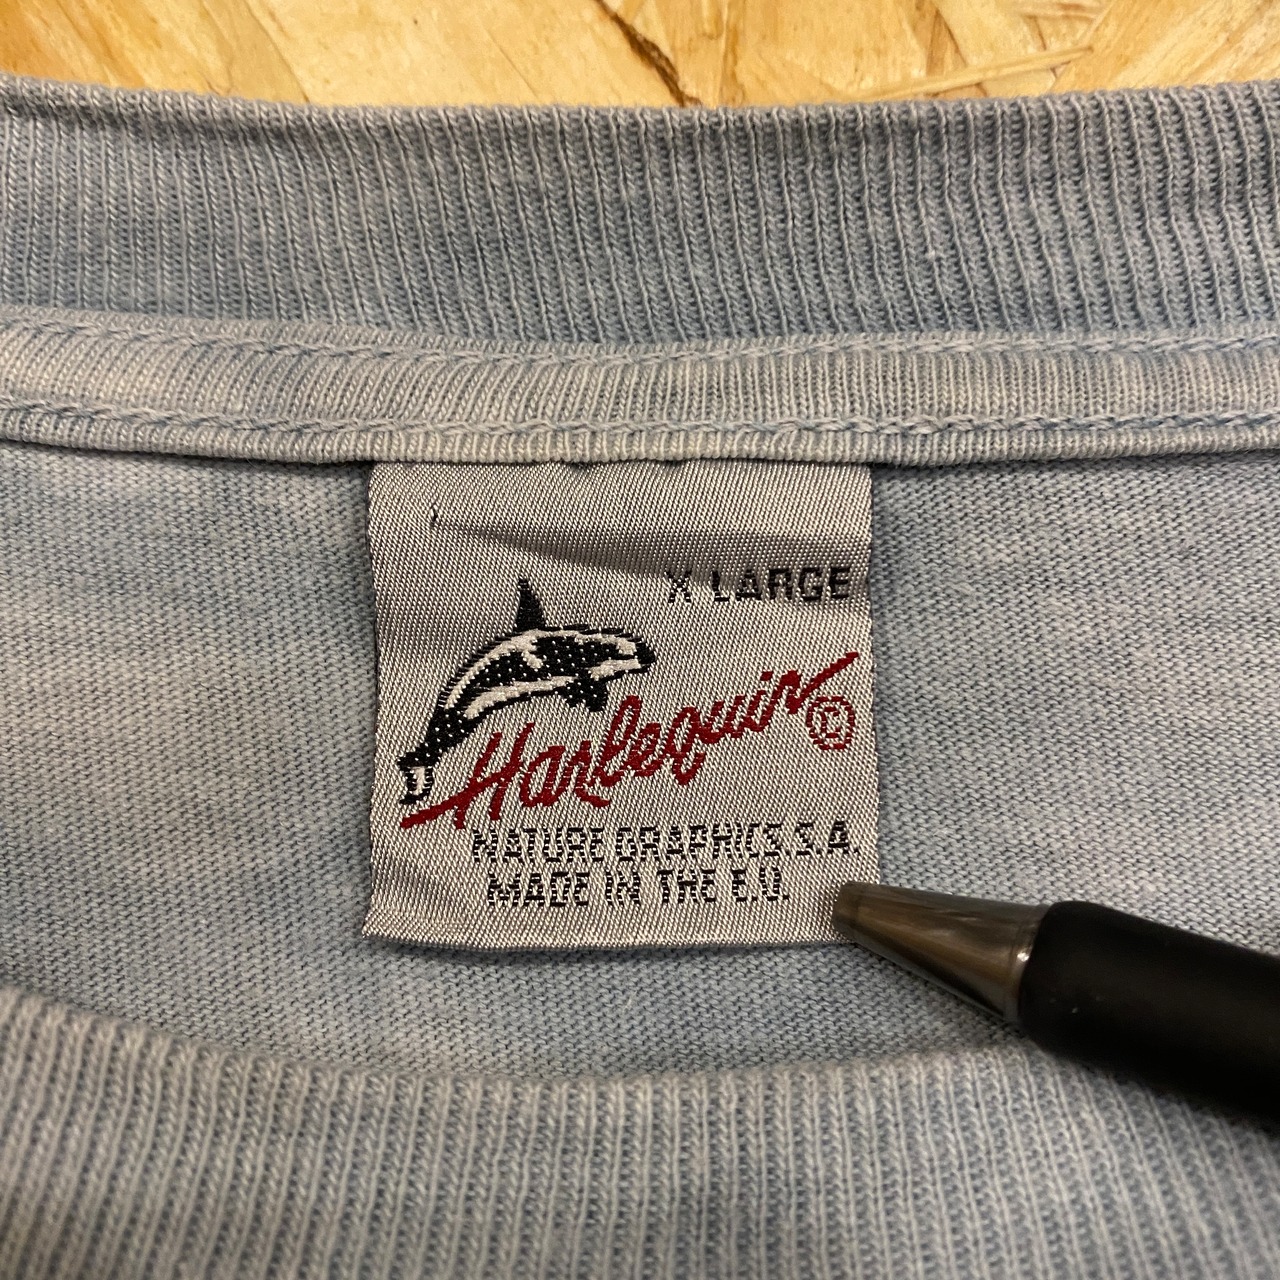 X LARGE
Harlequin ©
NATURE GRAPHICS.S.A.
MADE IN THE E.U.